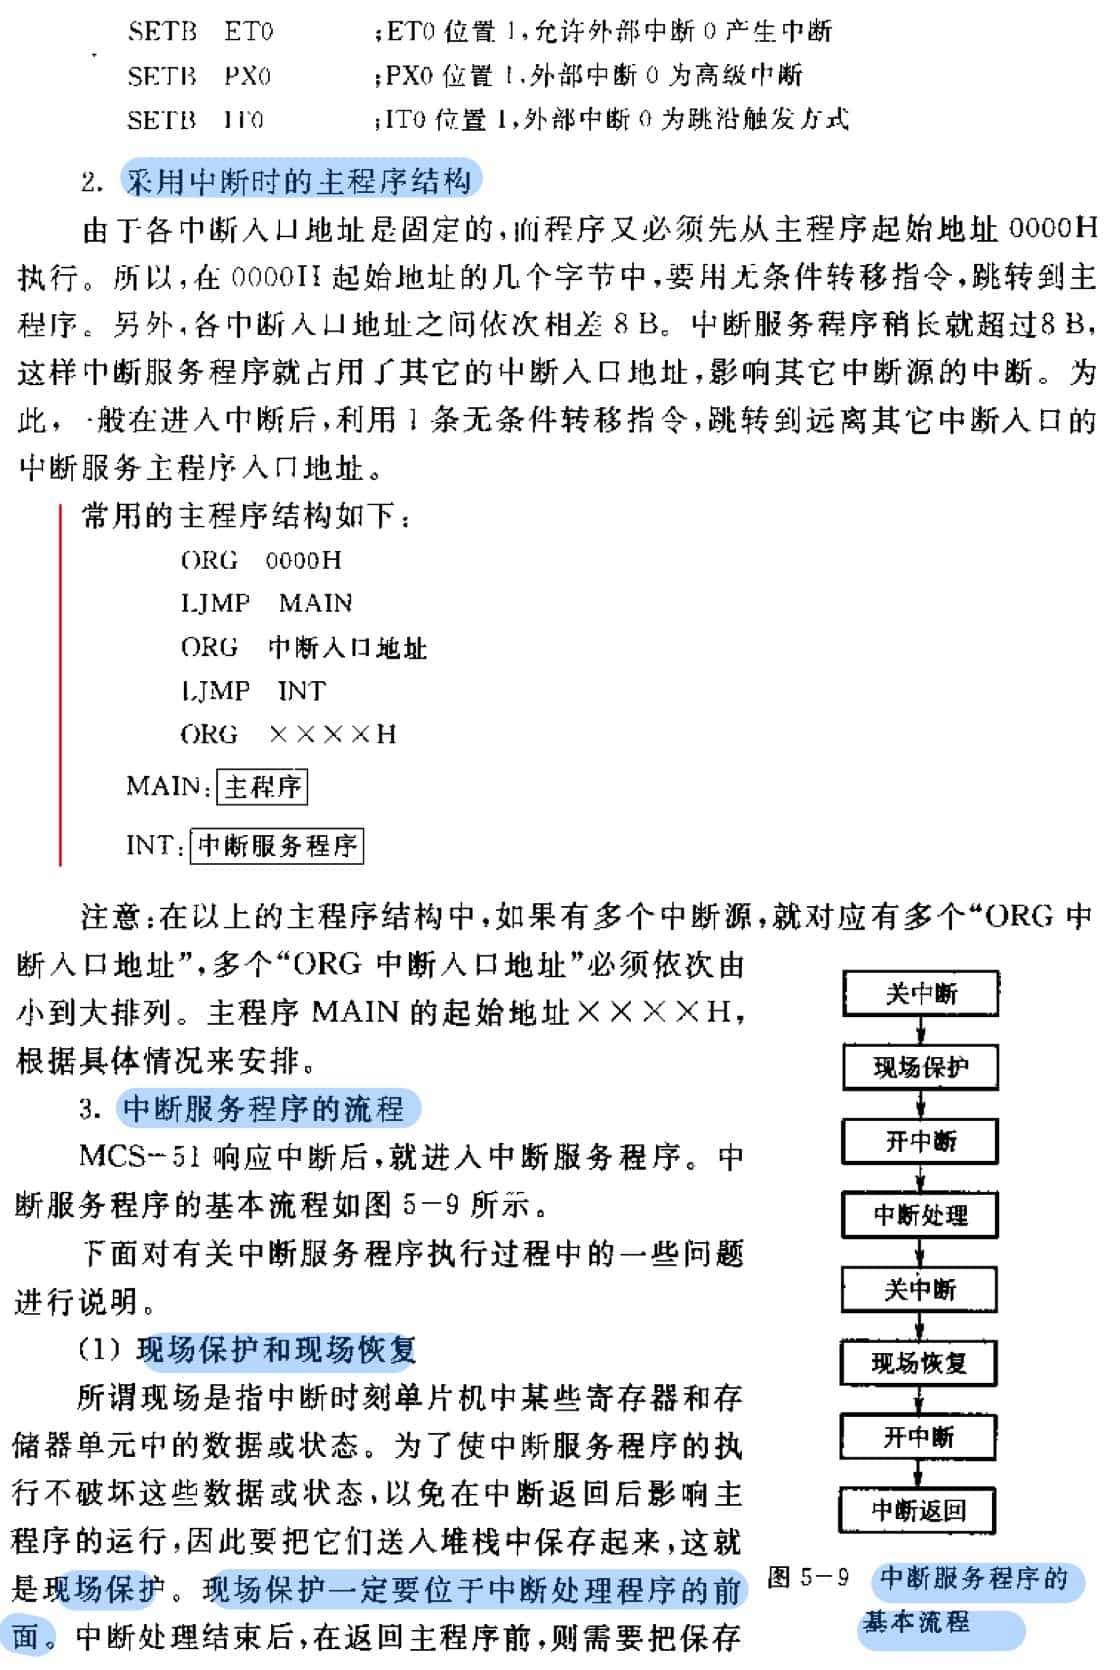 SETB ET0 ;ET0 位置 1,允许外部中断 0 产生中断
SETB PX0 ;PX0 位置 1,外部中断 0 为高级中断
SETB IT0 ;IT0 位置 1,外部中断 0 为跳沿触发方式
2. 采用中断时的主程序结构
由于各中断入口地址是固定的,而程序又必须先从主程序起始地址 0000H
执行。所以,在 0000H 起始地址的几个字节中,要用无条件转移指令,跳转到主
程序。另外,各中断入口地址之间依次相差 8 B。中断服务程序稍长就超过8 B,
这样中断服务程序就占用了其它的中断入口地址,影响其它中断源的中断。为
此,一般在进入中断后,利用 1 条无条件转移指令,跳转到远离其它中断入口的
中断服务主程序入口地址。
常用的主程序结构如下:
ORG 0000H
LJMP MAIN
ORG 中断入口地址
LJMP INT
ORG ××××H
MAIN:主程序
INT:中断服务程序
注意:在以上的主程序结构中,如果有多个中断源,就对应有多个“ORG 中
断入口地址”,多个“ORG 中断入口地址”必须依次由
小到大排列。主程序 MAIN 的起始地址××××H,
根据具体情况来安排。
3. 中断服务程序的流程
MCS-51 响应中断后,就进入中断服务程序。中
断服务程序的基本流程如图 5-9 所示。
下面对有关中断服务程序执行过程中的一些问题
进行说明。
(1) 现场保护和现场恢复
所谓现场是指中断时刻单片机中某些寄存器和存
储器单元中的数据或状态。为了使中断服务程序的执
行不破坏这些数据或状态,以免在中断返回后影响主
程序的运行,因此要把它们送入堆栈中保存起来,这就
是现场保护。现场保护一定要位于中断处理程序的前
面。中断处理结束后,在返回主程序前,则需要把保存
关中断
现场保护
开中断
中断处理
关中断
现场恢复
开中断
中断返回
图 5-9 中断服务程序的
基本流程